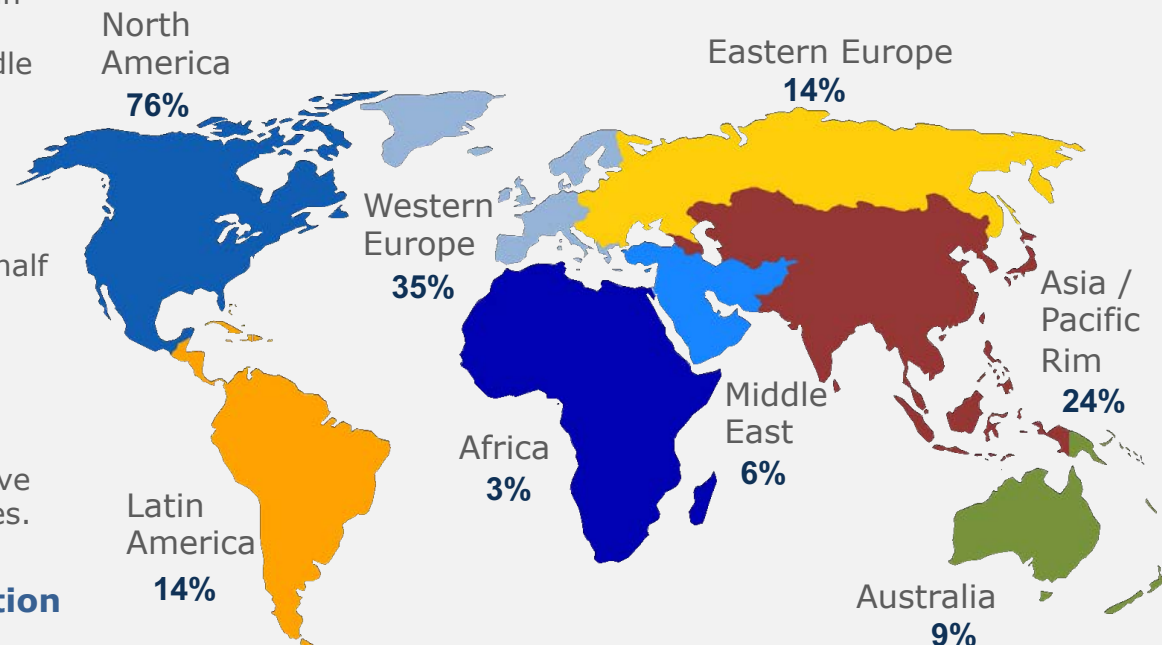 North
America
76%
Eastern Europe
14%
Western
Europe
35%
half
Asia /
Pacific
Rim
24%
Middle
East
6%
Africa
3%
Latin
America
14%
Australia
9%